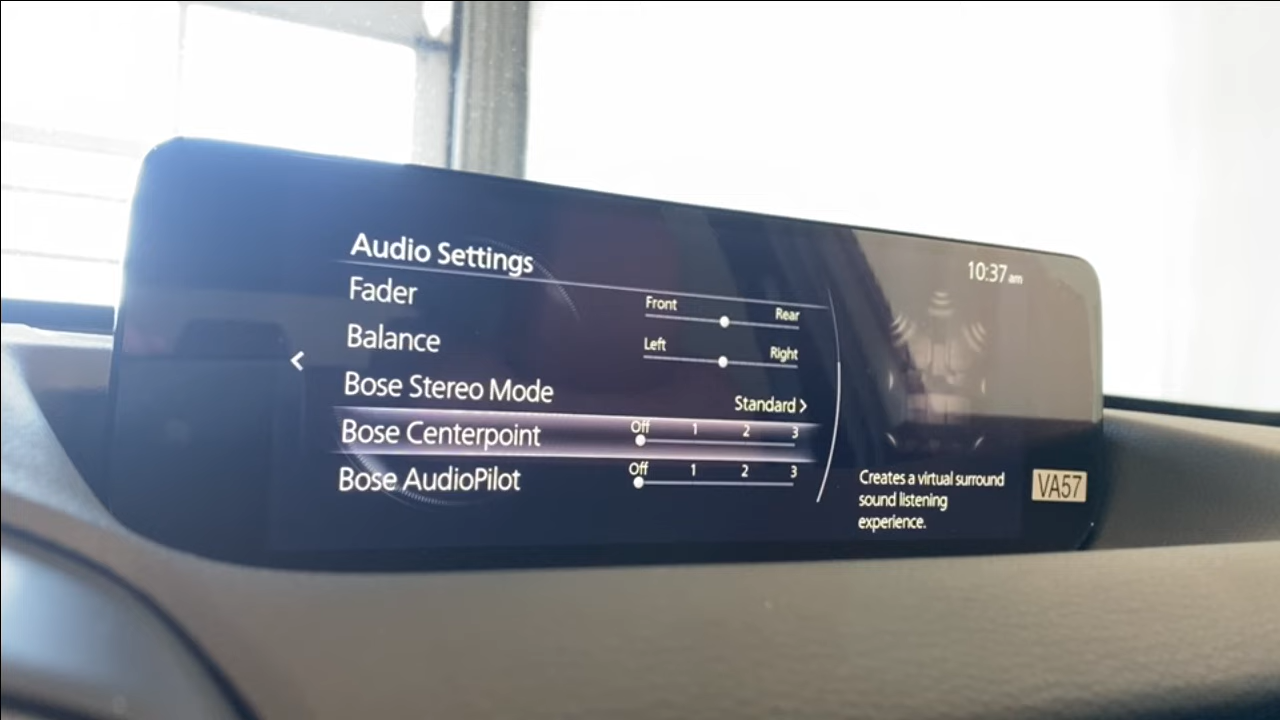 Audio Settings
10:37 am
Fader
Front Rear
Balance
Left Right
Bose Stereo Mode
Standard >
Bose Centerpoint
Off 1 2 3
Bose AudioPilot
Off 1 2 3
Creates a virtual surround
sound listening
experience.
VA57